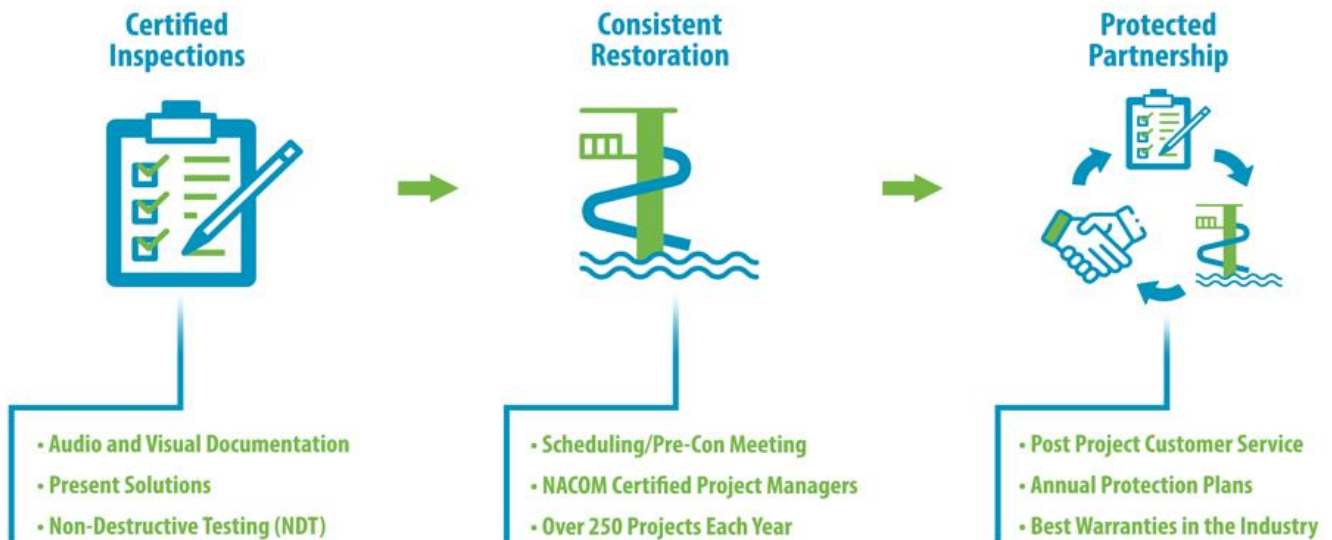 Certified
Inspections
Consistent
Restoration
Protected
Partnership
• Audio and Visual Documentation
• Present Solutions
• Non-Destructive Testing (NDT)
• Scheduling/Pre-Con Meeting
• NACOM Certified Project Managers
• Over 250 Projects Each Year
• Post Project Customer Service
• Annual Protection Plans
• Best Warranties in the Industry